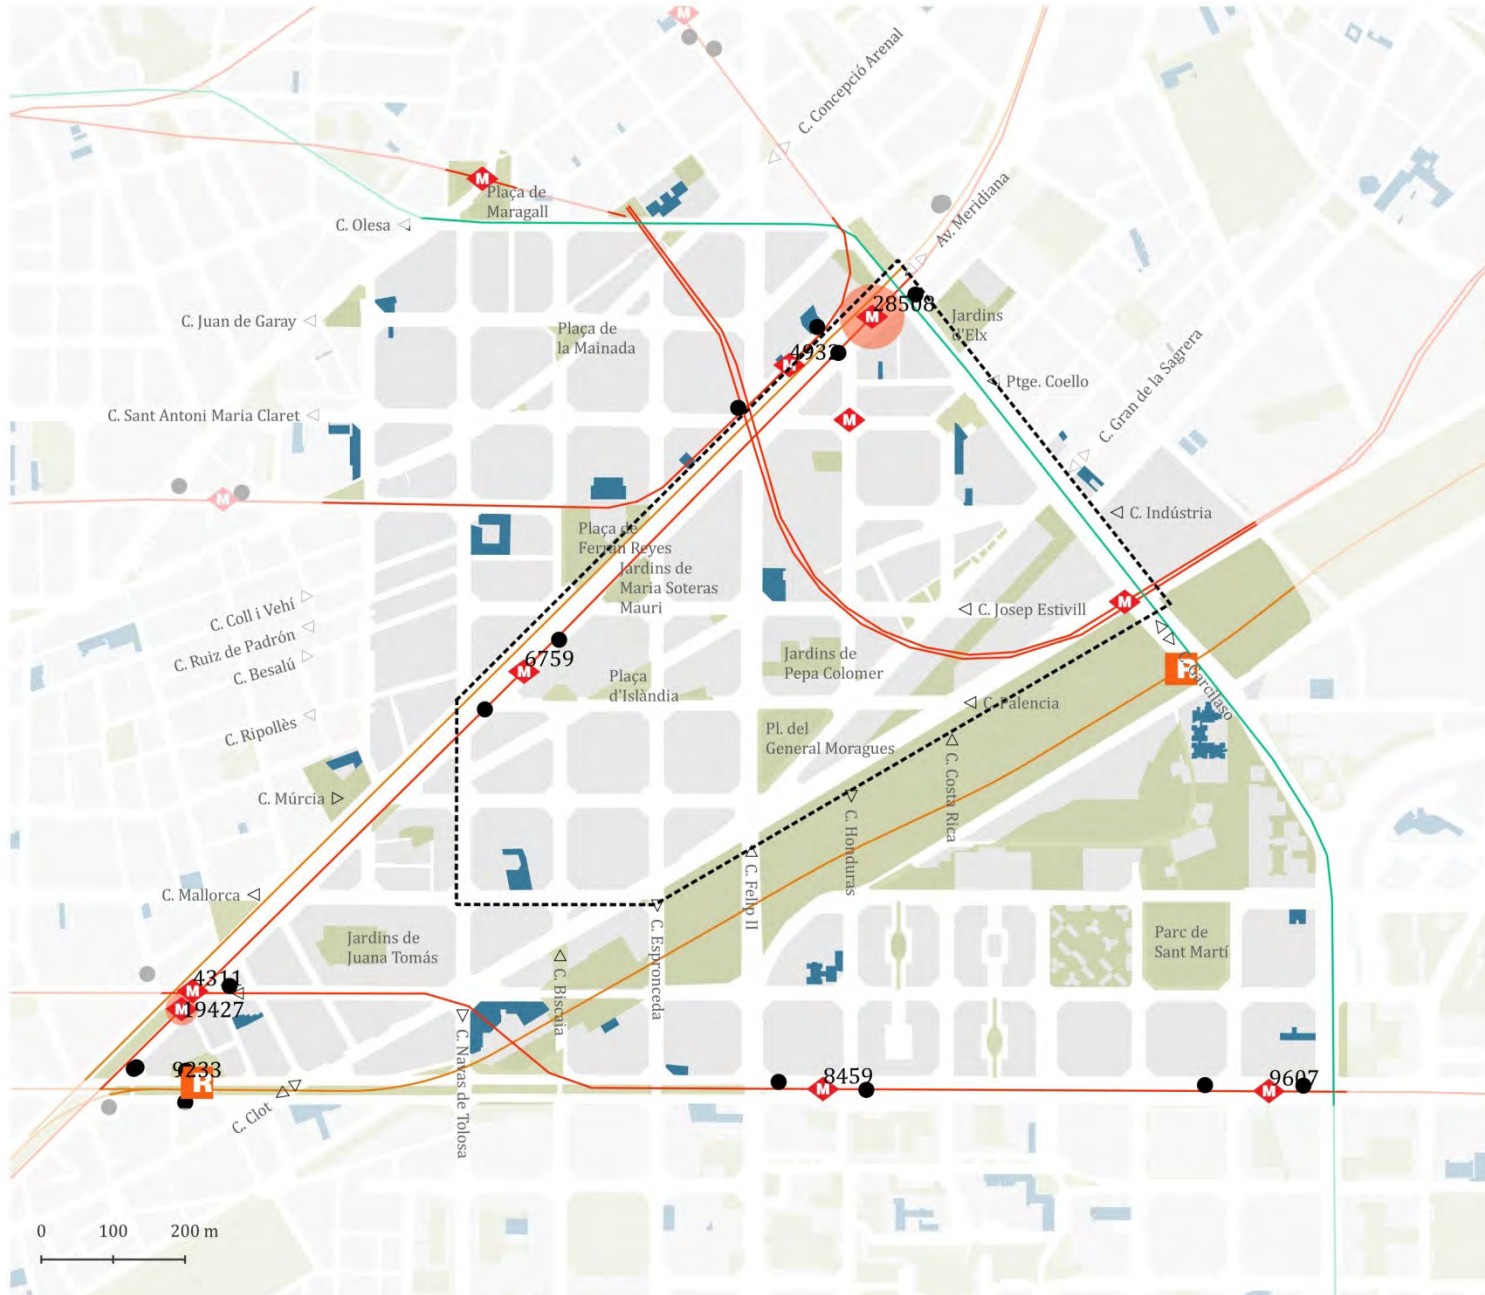 M
C. Concepció Arenal
M
Plaça de
Maragall
Av. Meridiana
C. Olesa
28508
M
Jardins
d'Elx
C. Juan de Garay
Plaça de
la Mainada
M
Ptge. Coello
C. Gran de la Sagrera
C. Sant Antoni Maria Claret
M
M
C. Indústria
Plaça de
Ferran Reyes
Jardins de
Maria Soteras
Mauri
C. Coll i Vehí
C. Ruiz de Padrón
C. Besalú
C. Josep Estivill
M
6759
M
Plaça
d'Islàndia
Jardins de
Pepa Colomer
C. Garcilaso
C. Palencia
C. Ripollès
Pl. del
General Moragues
C. Múrcia
C. Costa Rica
C. Honduras
C. Mallorca
C. Felip II
Jardins de
Juana Tomás
C. Espronceda
Parc de
Sant Martí
C. Biscaia
4311
M
19427
M
C. Navas de Tolosa
9233
R
C. Clot
8459
M
9607
M
0 100 200 m